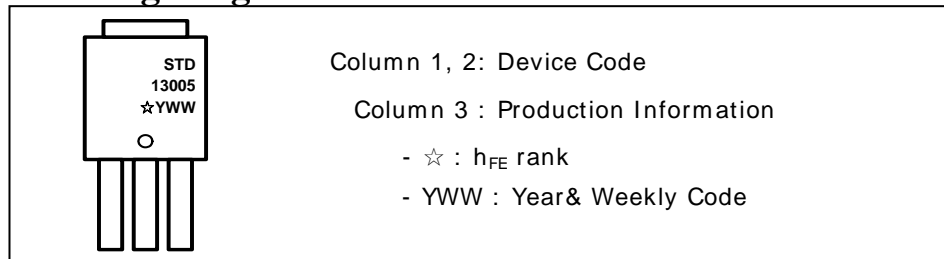 STD
13005
☆YWW
Column 1, 2: Device Code
Column 3 : Production Information
- ☆ : hFE rank
- YWW : Year& Weekly Code